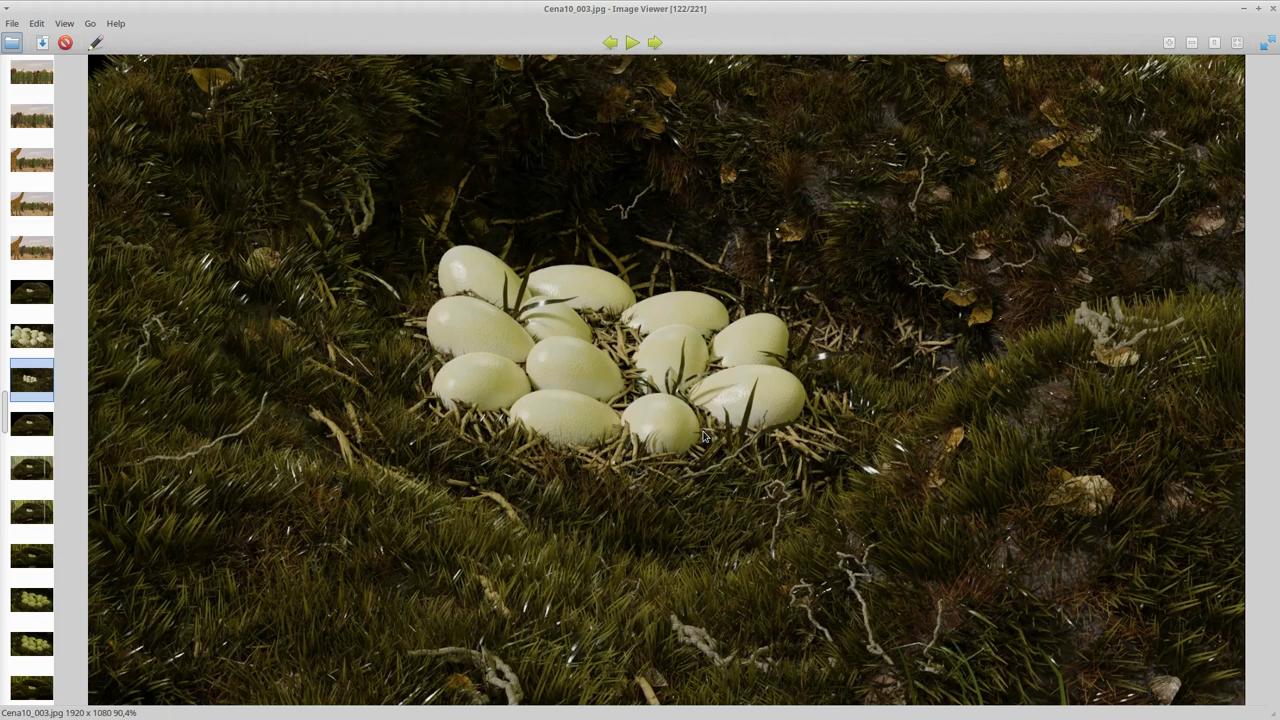 Cena10_003.jpg - Image Viewer [122/221]
File Edit View Go Help
Cena10_003.jpg 1920 x 1080 90,4%